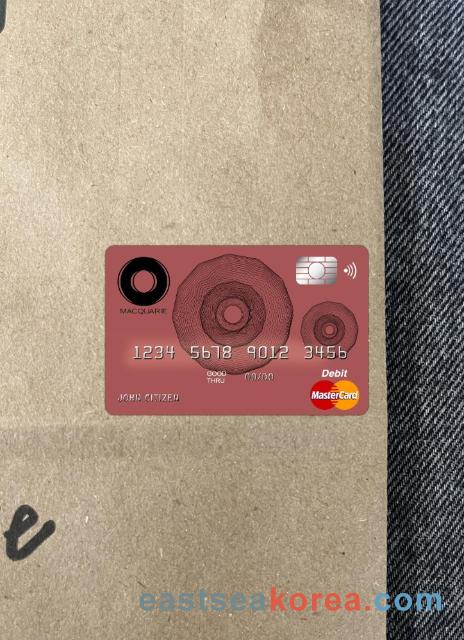 MACQUARIE
1234 5678 9012 3456
GOOD
THRU
00/00
Debit
MasterCard
JOHN CITIZEN
e
eastseakorea.com